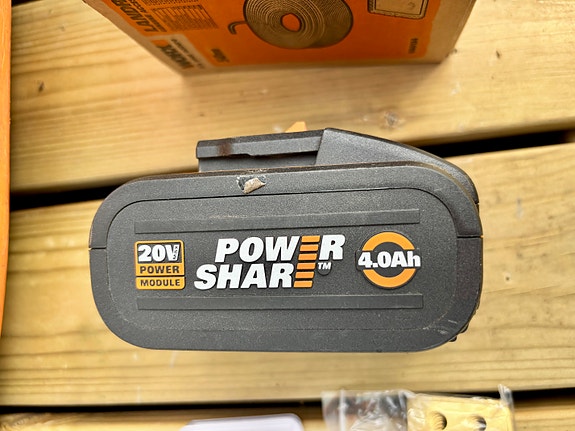 20V
POWER
MODULE
POWER
SHARE™
4.0Ah